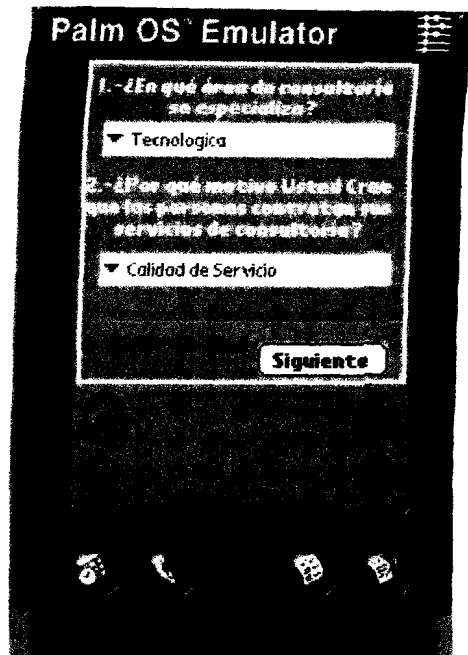 Palm OS™ Emulator
1.-¿En qué área de consultoría
se especializa?
Tecnologica
2.-¿Por qué motivo Usted Cree
que las personas contratan sus
servicios de consultoría?
Calidad de Servicio
Siguiente